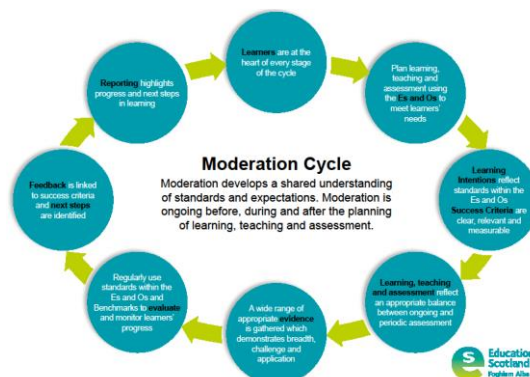 Learners are at the
heart of every stage
of the cycle
Plan learning,
teaching and
assessment using
the Es and Os to
meet learners'
needs
Learning
Intentions reflect
standards within the
Es and Os
Success Criteria are
clear, relevant and
measurable
Learning, teaching
and assessment reflect
an appropriate balance
between ongoing and
periodic assessment
A wide range of
appropriate evidence
is gathered which
demonstrates breadth,
challenge and
application
Regularly use
standards within the
Es and Os and
Benchmarks to evaluate
and monitor learners'
progress
Feedback is linked
to success criteria
and next steps
are identified
Reporting highlights
progress and next steps
in learning
Moderation Cycle
Moderation develops a shared understanding
of standards and expectations. Moderation is
ongoing before, during and after the planning
of learning, teaching and assessment.
Education
Scotland
Foghlam Alba